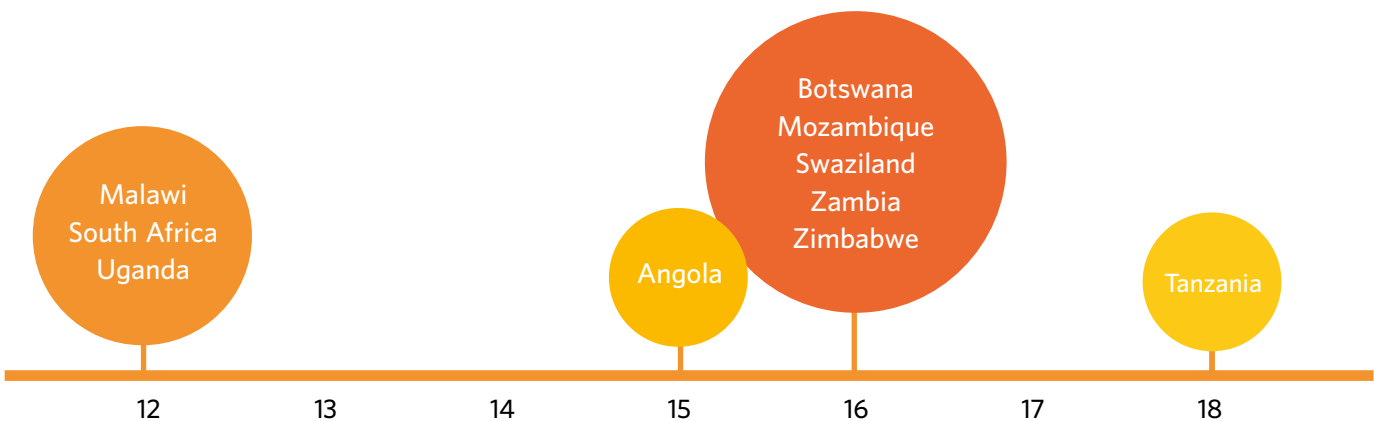 Malawi
South Africa
Uganda
Angola
Botswana
Mozambique
Swaziland
Zambia
Zimbabwe
Tanzania
12 13 14 15 16 17 18